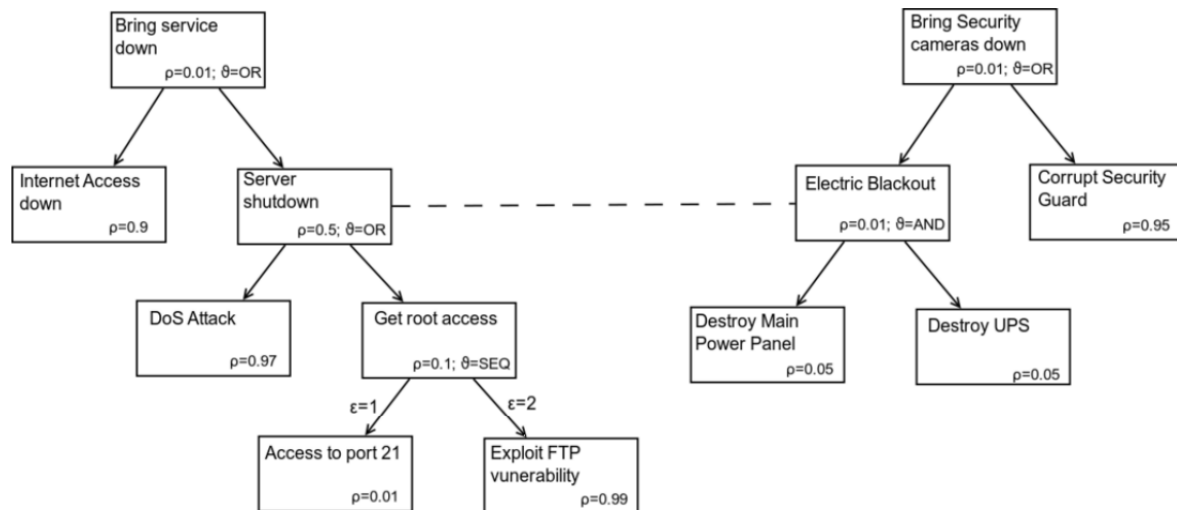 Bring service
down
ρ=0.01; ϑ=OR
Bring Security
cameras down
ρ=0.01; ϑ=OR
Internet Access
down
ρ=0.9
Server
shutdown
ρ=0.5; ϑ=OR
Electric Blackout
ρ=0.01; ϑ=AND
Corrupt Security
Guard
ρ=0.95
DoS Attack
ρ=0.97
Get root access
ρ=0.1; ϑ=SEQ
Destroy Main
Power Panel
ρ=0.05
Destroy UPS
ρ=0.05
ε=1
ε=2
Access to port 21
ρ=0.01
Exploit FTP
vunerability
ρ=0.99